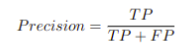 Precision = TP / TP + FP